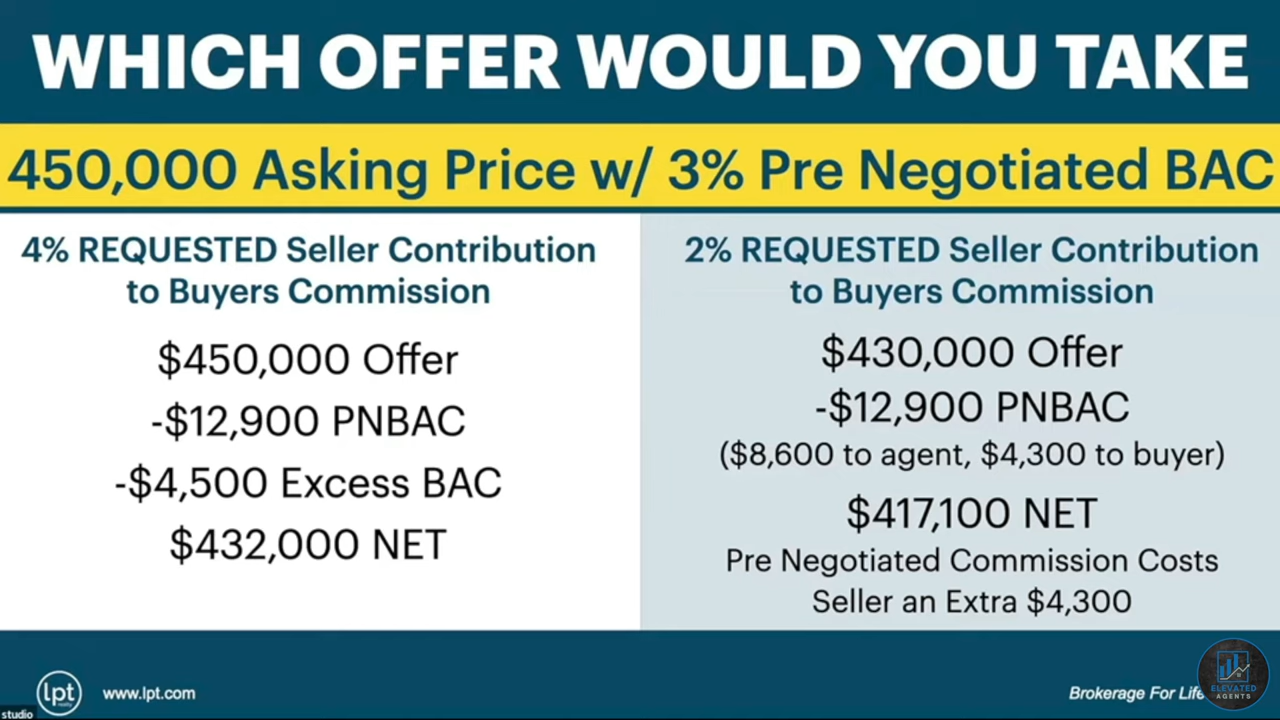 WHICH OFFER WOULD YOU TAKE
450,000 Asking Price w/ 3% Pre Negotiated BAC
4% REQUESTED Seller Contribution
to Buyers Commission
$450,000 Offer
-$12,900 PNBAC
-$4,500 Excess BAC
$432,000 NET
2% REQUESTED Seller Contribution
to Buyers Commission
$430,000 Offer
-$12,900 PNBAC
($8,600 to agent, $4,300 to buyer)
$417,100 NET
Pre Negotiated Commission Costs
Seller an Extra $4,300
lpt
realty
www.lpt.com
Brokerage For Life
ELEVATED
AGENTS
studio